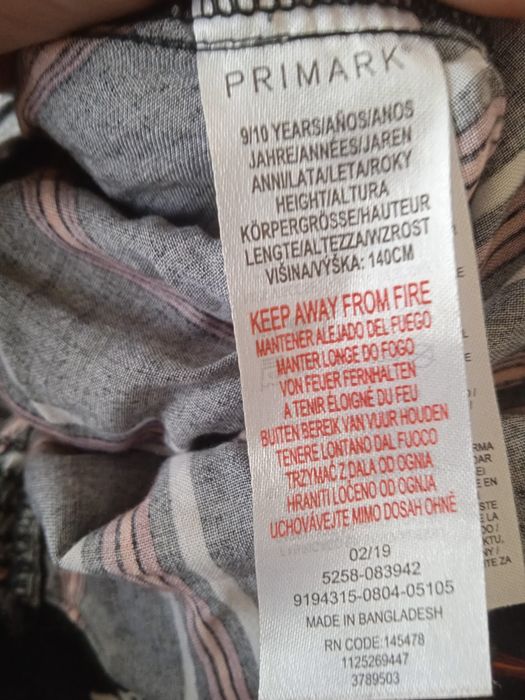 PRIMARK®
9/10 YEARS/AÑOS/ANOS
JAHRE/ANNÉES/JAREN
ANNI/LATA/LETA/ROKY
HEIGHT/ALTURA
KÖRPERGRÖSSE/HAUTEUR
LENGTE/ALTEZZA/WZROST
VIŠINA/VÝŠKA: 140CM
KEEP AWAY FROM FIRE
MANTENER ALEJADO DEL FUEGO
MANTER LONGE DO FOGO
VON FEUER FERNHALTEN
A TENIR ÉLOIGNÉ DU FEU
BUITEN BEREIK VAN VUUR HOUDEN
TENERE LONTANO DAL FUOCO
TRZYMAĆ Z DALA OD OGNIA
HRANITI LOČENO OD OGNJA
UCHOVÁVEJTE MIMO DOSAH OHNĚ
02/19
5258-083942
9194315-0804-05105
MADE IN BANGLADESH
RN CODE:145478
1125269447
3789503